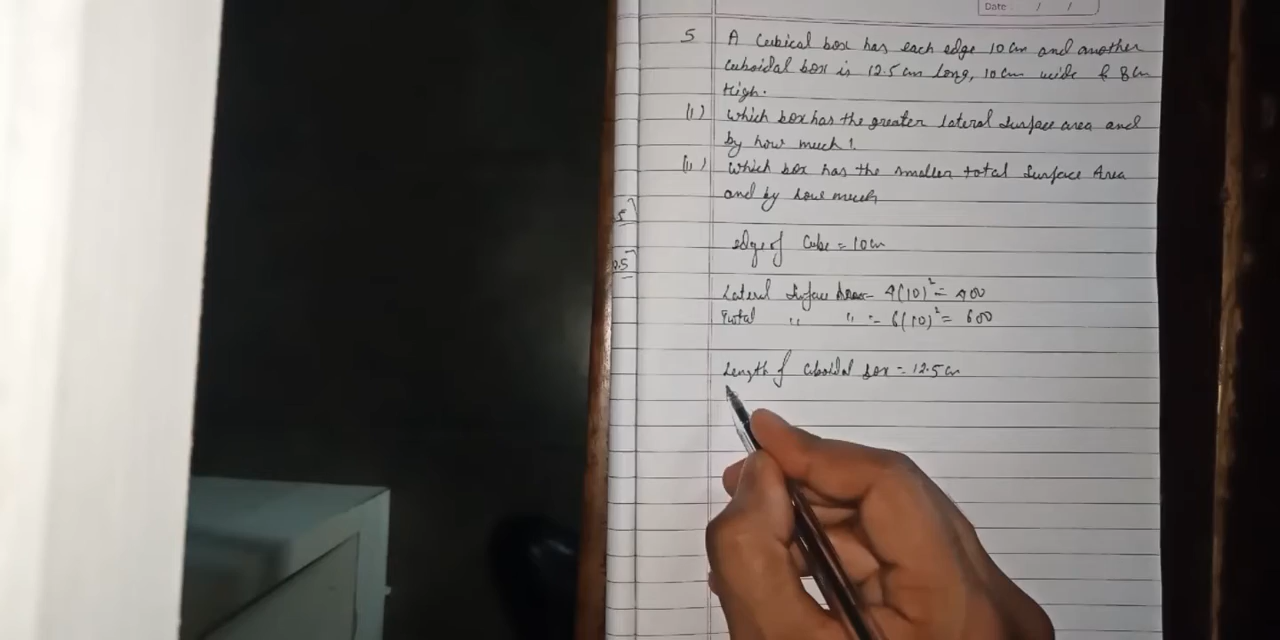 Date / /
5 A Cubical box has each edge 10 cm and another
cuboidal box is 12.5 cm long, 10 cm wide & 8 cm
High.
(i) Which box has the greater lateral surface area and
by how much!
(ii) Which box has the smaller total Surface Area
and by how much
5
2.5
edge of Cube = 10 cm
Lateral Surface Area = 4(10)² = 400
Total " " = 6(10)² = 600
Length of cuboidal box = 12.5 cm